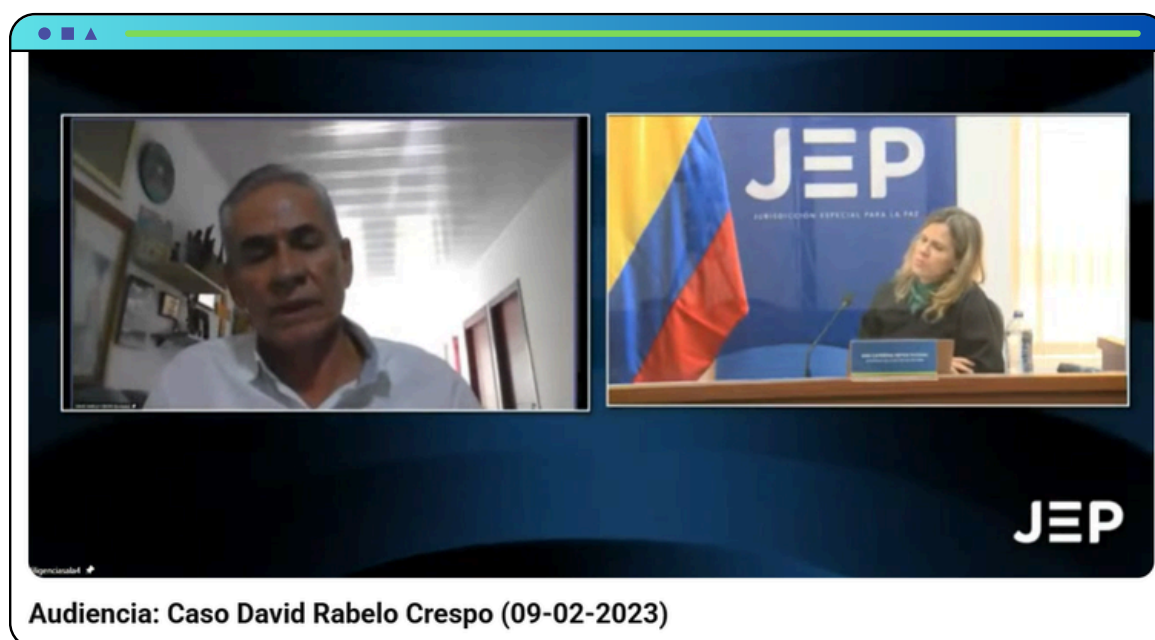 JEP
JURISDICCIÓN ESPECIAL PARA LA PAZ
JEP
Audiencia: Caso David Rabelo Crespo (09-02-2023)